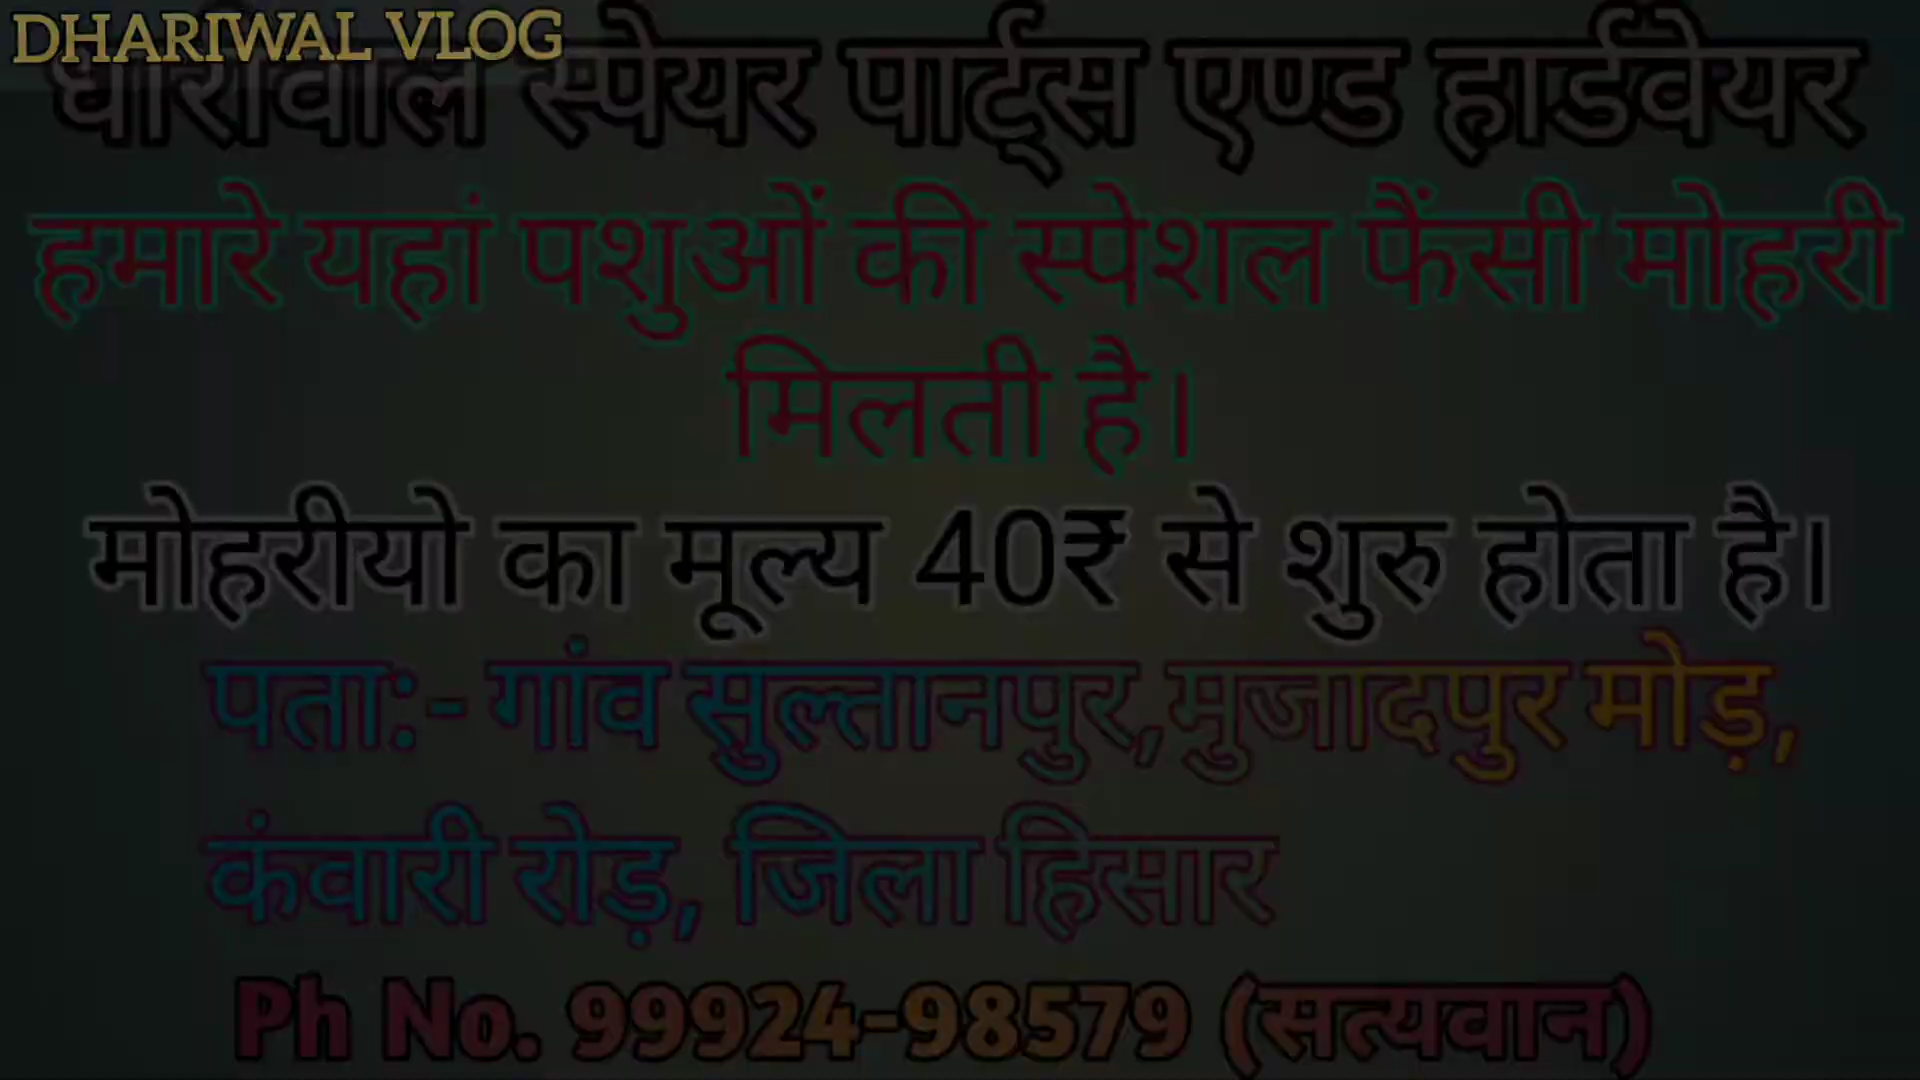 DHARIWAL VLOG
धारीवाल स्पेयर पार्ट्स एण्ड हार्डवेयर
हमारे यहां पशुओं की स्पेशल फैंसी मोहरी
मिलती है।
मोहरीयो का मूल्य 40₹ से शुरु होता है।
पता:- गांव सुल्तानपुर,मुजादपुर मोड़,
कंवारी रोड़, जिला हिसार
Ph No. 99924-98579 (सत्यवान)